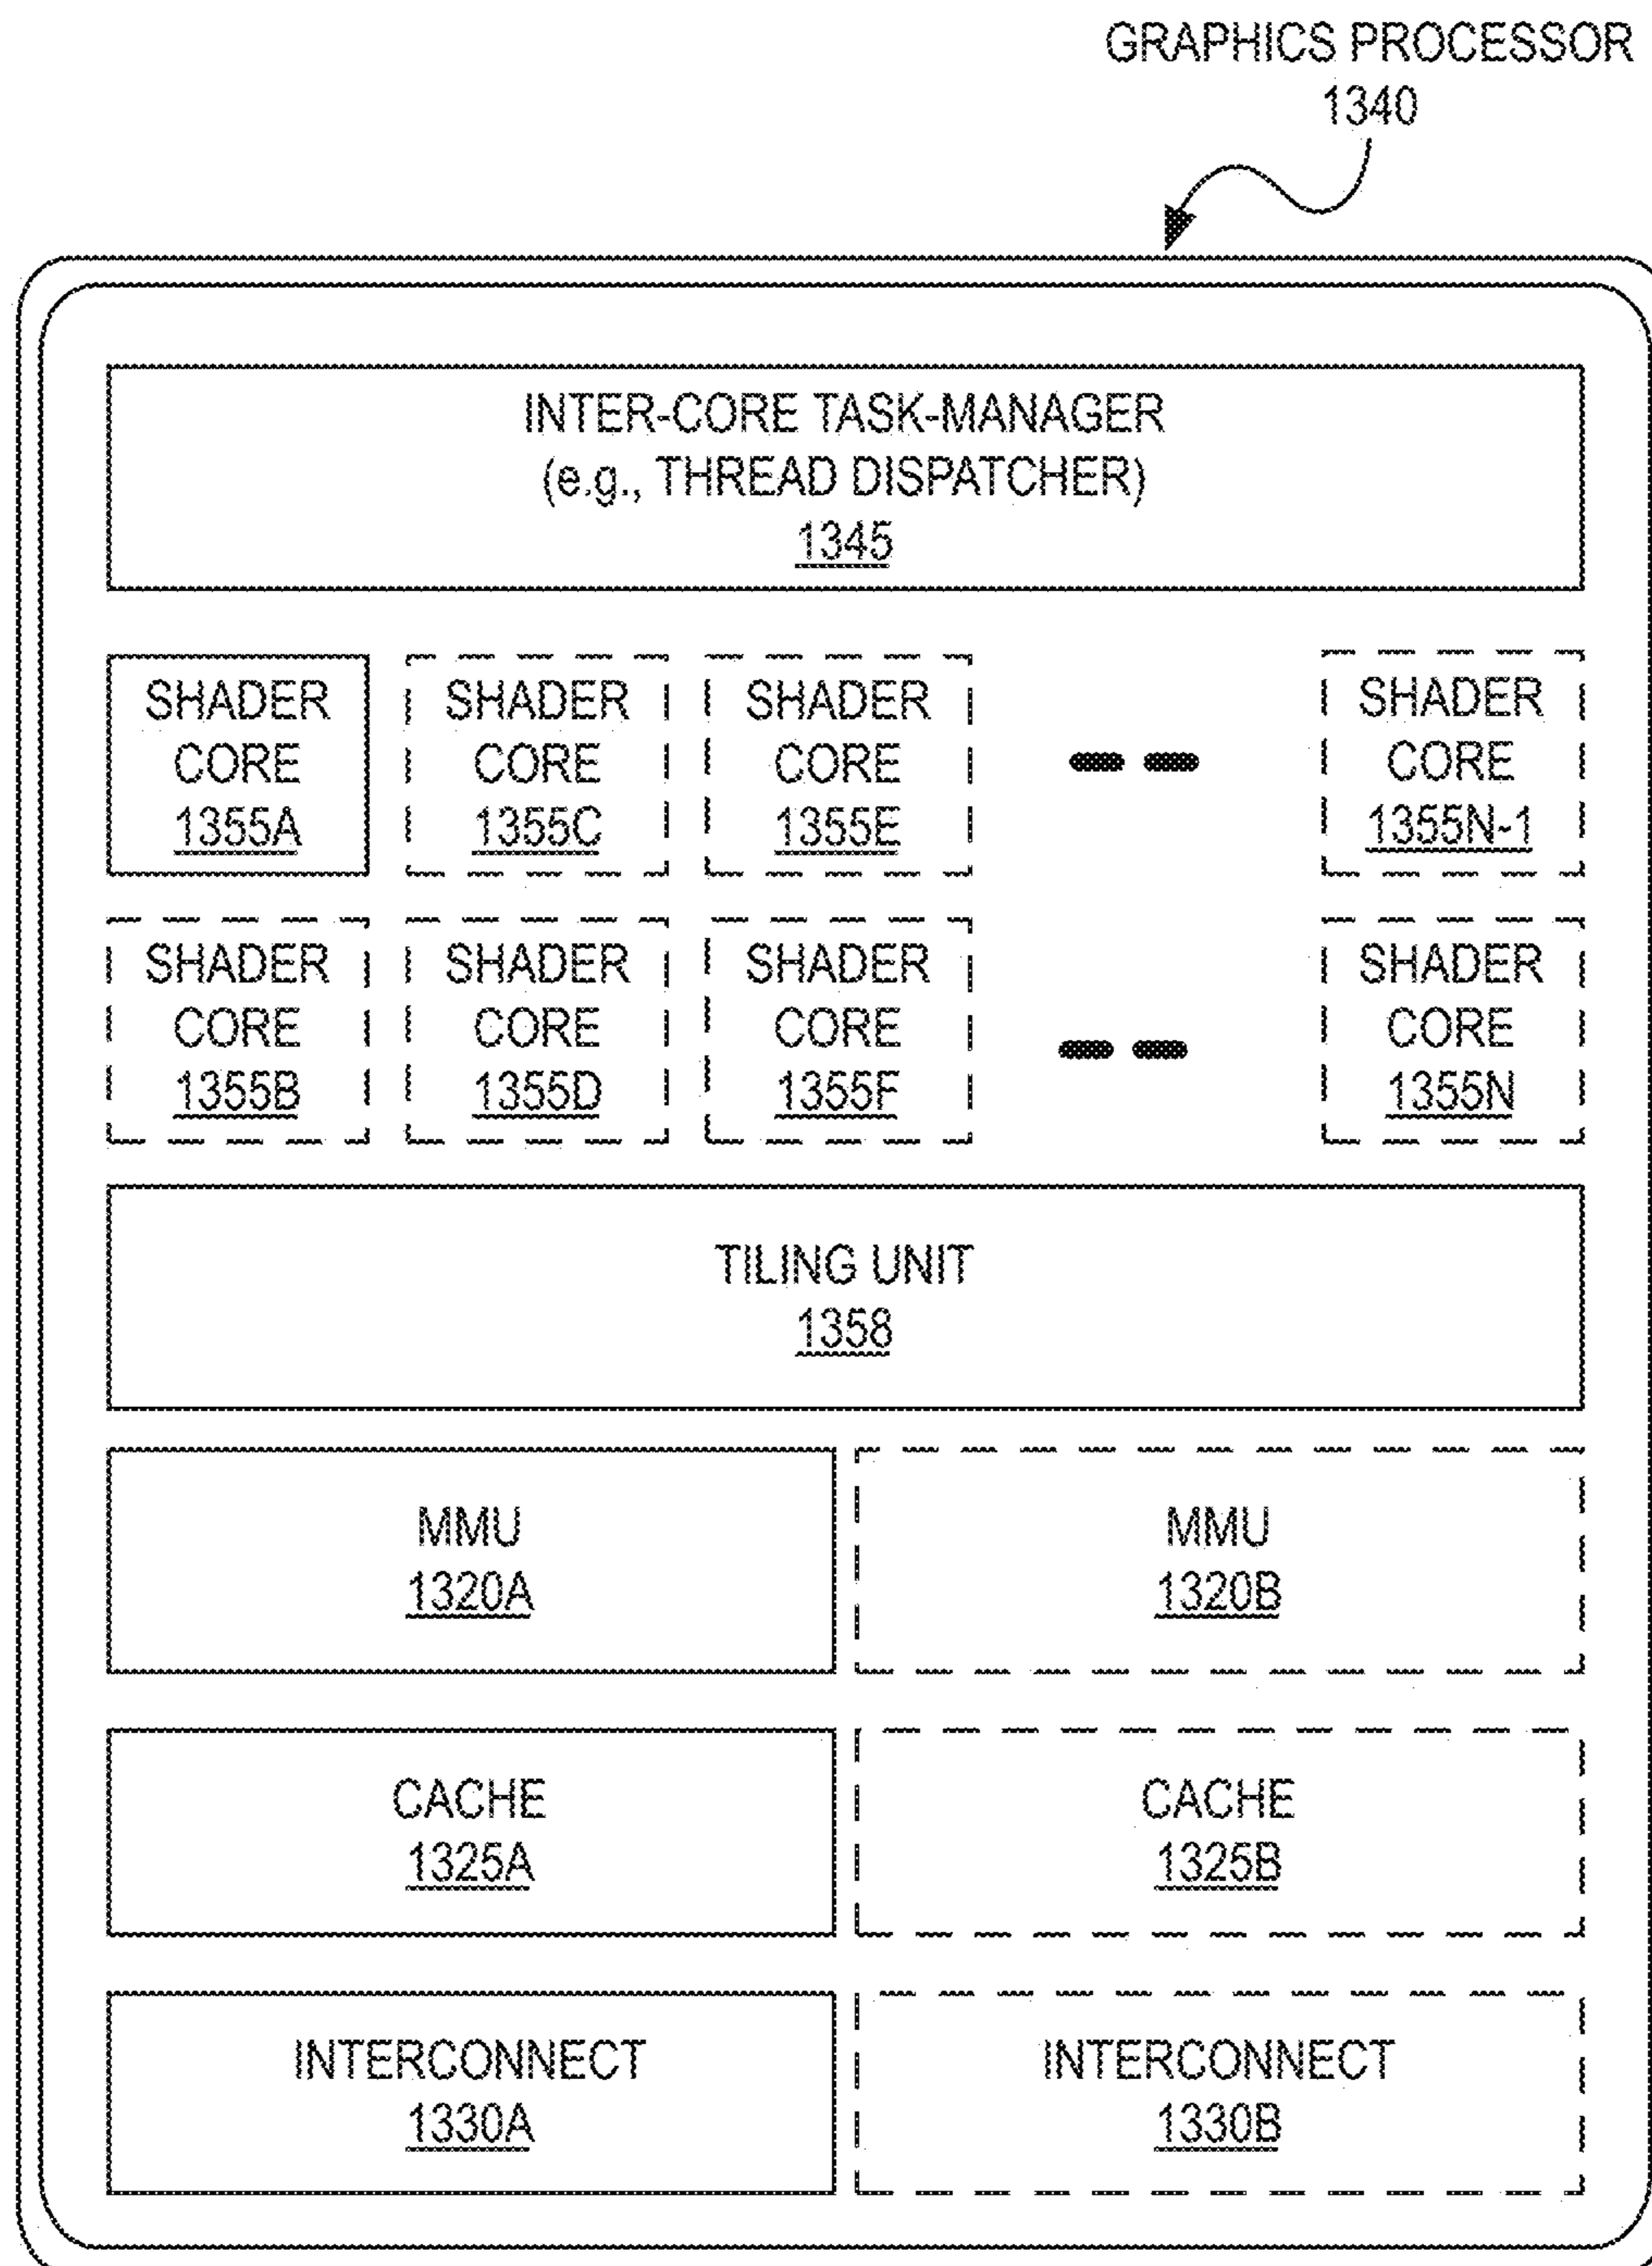 GRAPHICS PROCESSOR
1340
INTER-CORE TASK-MANAGER
(e.g., THREAD DISPATCHER)
1345
SHADER CORE 1355A
SHADER CORE 1355C
SHADER CORE 1355E
SHADER CORE 1355N-1
SHADER CORE 1355B
SHADER CORE 1355D
SHADER CORE 1355F
SHADER CORE 1355N
TILING UNIT
1358
MMU
1320A
MMU
1320B
CACHE
1325A
CACHE
1325B
INTERCONNECT
1330A
INTERCONNECT
1330B